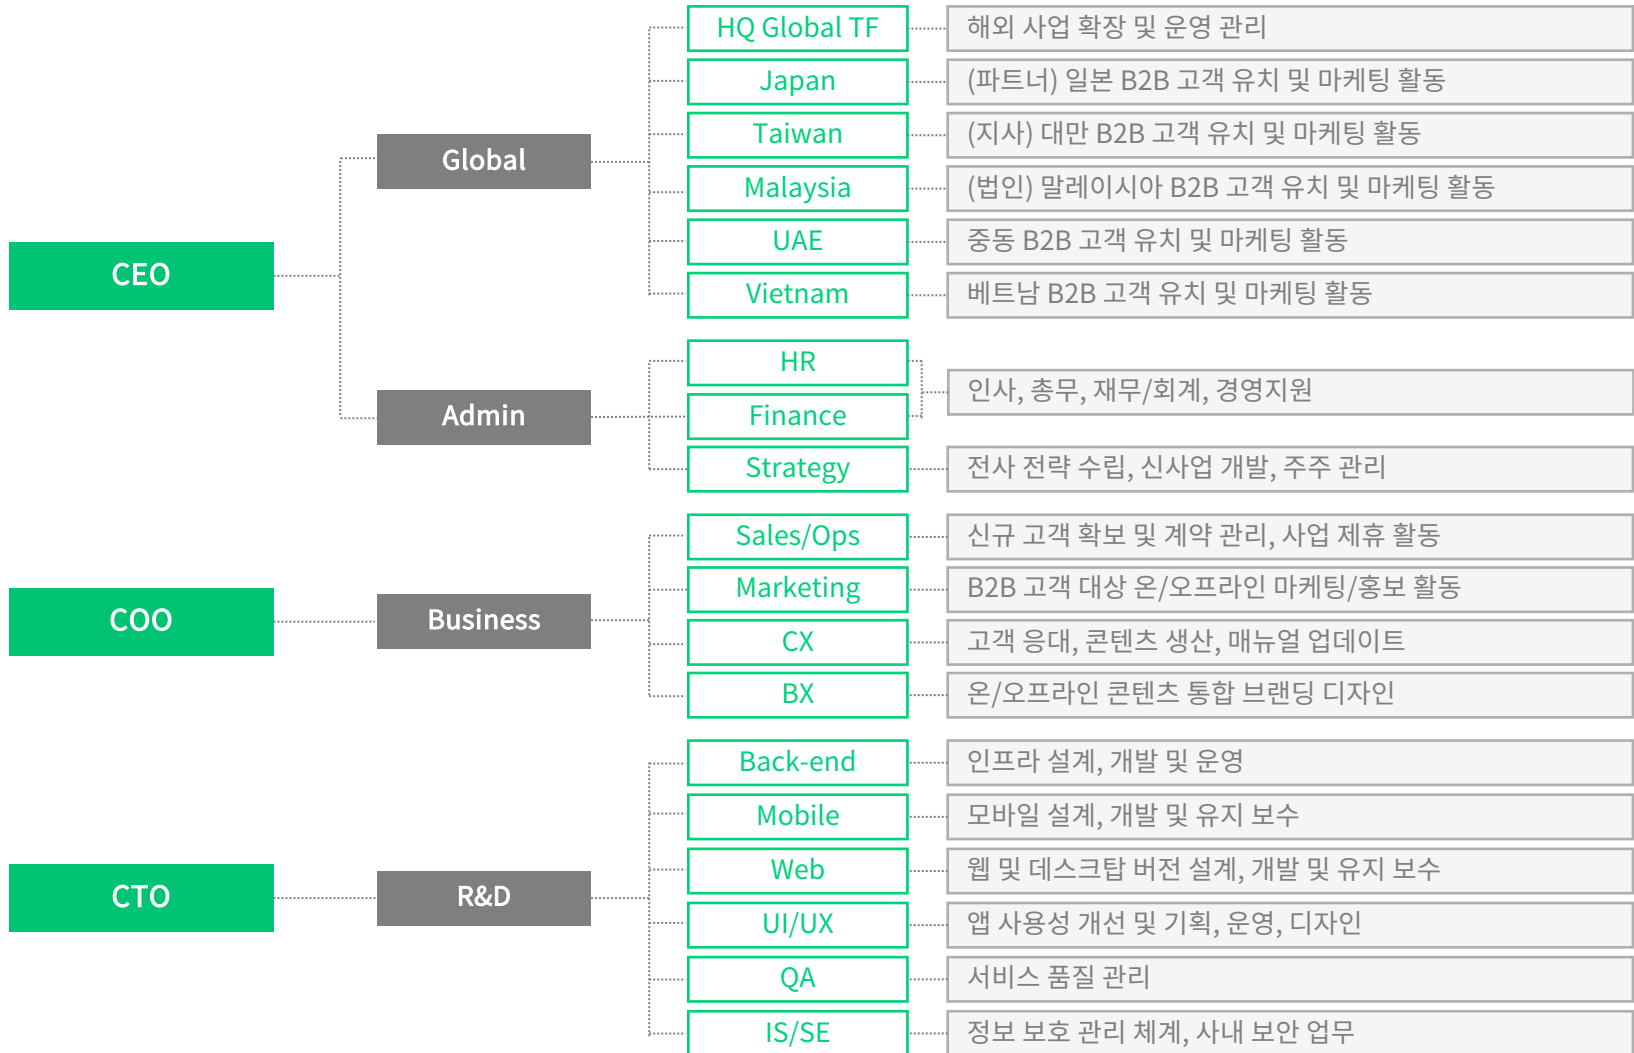 CEO
Global
HQ Global TF
해외 사업 확장 및 운영 관리
Japan
(파트너) 일본 B2B 고객 유치 및 마케팅 활동
Taiwan
(지사) 대만 B2B 고객 유치 및 마케팅 활동
Malaysia
(법인) 말레이시아 B2B 고객 유치 및 마케팅 활동
UAE
중동 B2B 고객 유치 및 마케팅 활동
Vietnam
베트남 B2B 고객 유치 및 마케팅 활동
Admin
HR
Finance
인사, 총무, 재무/회계, 경영지원
Strategy
전사 전략 수립, 신사업 개발, 주주 관리
COO
Business
Sales/Ops
신규 고객 확보 및 계약 관리, 사업 제휴 활동
Marketing
B2B 고객 대상 온/오프라인 마케팅/홍보 활동
CX
고객 응대, 콘텐츠 생산, 매뉴얼 업데이트
BX
온/오프라인 콘텐츠 통합 브랜딩 디자인
CTO
R&D
Back-end
인프라 설계, 개발 및 운영
Mobile
모바일 설계, 개발 및 유지 보수
Web
웹 및 데스크탑 버전 설계, 개발 및 유지 보수
UI/UX
앱 사용성 개선 및 기획, 운영, 디자인
QA
서비스 품질 관리
IS/SE
정보 보호 관리 체계, 사내 보안 업무